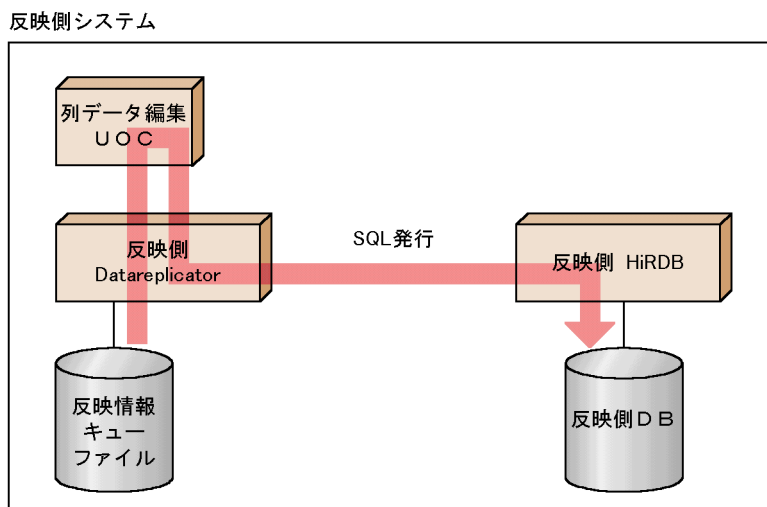 反映側システム
列データ編集
ＵＯＣ
反映側
Datareplicator
SQL発行
反映側 HiRDB
反映情報
キュー
ファイル
反映側ＤＢ